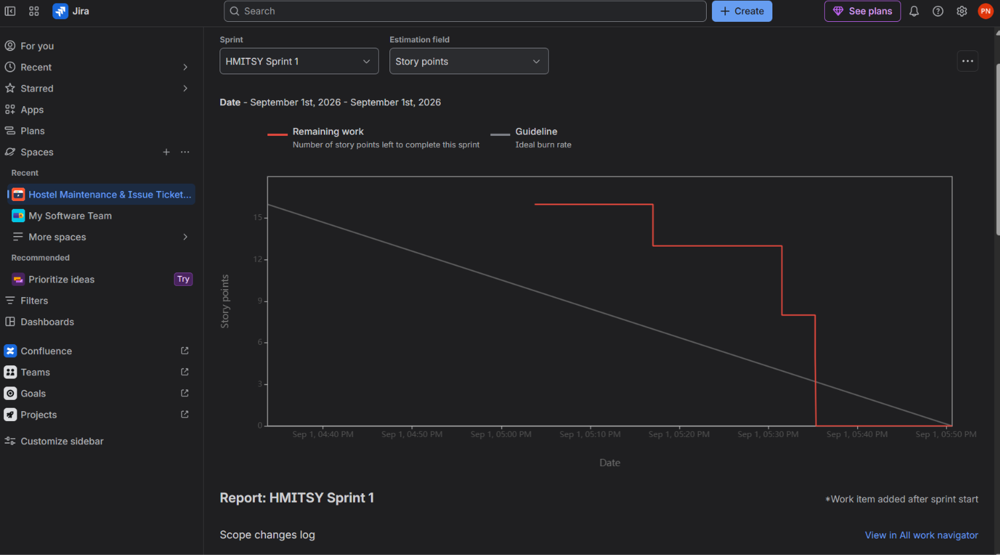 Jira
Search
+ Create
See plans
PN
For you
Recent
Starred
Apps
Plans
Spaces
Recent
Hostel Maintenance & Issue Ticket...
My Software Team
More spaces
Recommended
Prioritize ideas
Try
Filters
Dashboards
Confluence
Teams
Goals
Projects
Customize sidebar
Sprint
Estimation field
HMITSY Sprint 1
Story points
Date - September 1st, 2026 - September 1st, 2026
Remaining work
Number of story points left to complete this sprint
Guideline
Ideal burn rate
Story points
15
12
9
6
3
0
Sep 1, 04:40 PM
Sep 1, 04:50 PM
Sep 1, 05:00 PM
Sep 1, 05:10 PM
Sep 1, 05:20 PM
Sep 1, 05:30 PM
Sep 1, 05:40 PM
Sep 1, 05:50 PM
Date
Report: HMITSY Sprint 1
*Work item added after sprint start
Scope changes log
View in All work navigator